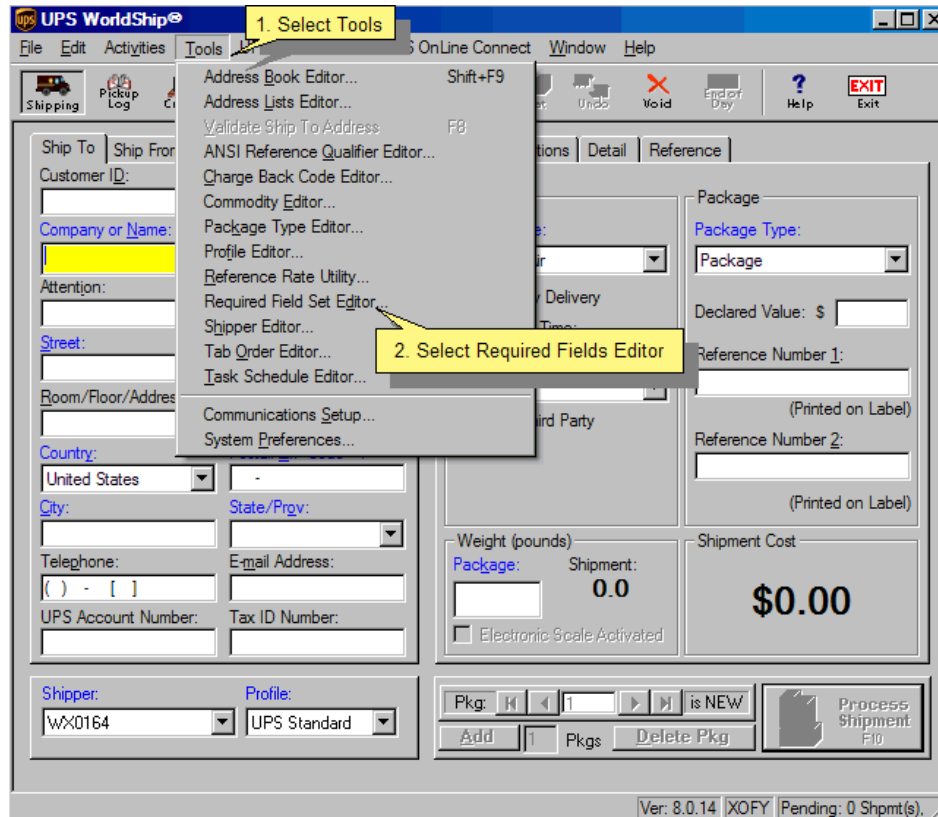 ups UPS WorldShip®
1. Select Tools
File Edit Activities Tools OnLine Connect Window Help
Shipping Pickup Log Undo Void End of Day ? Help EXIT Exit
Address Book Editor... Shift+F9
Address Lists Editor...
Validate Ship To Address F8
ANSI Reference Qualifier Editor...
Charge Back Code Editor...
Commodity Editor...
Package Type Editor...
Profile Editor...
Reference Rate Utility...
Required Field Set Editor...
Shipper Editor...
Tab Order Editor...
Task Schedule Editor...
Communications Setup...
System Preferences...
2. Select Required Fields Editor
Ship To Ship From
Customer ID:
Company or Name:
Attention:
Street:
Room/Floor/Addres
Country:
United States -
City: State/Prov:
Telephone: E-mail Address:
( ) - [ ]
UPS Account Number: Tax ID Number:
tions Detail Reference
Delivery
Time:
ird Party
Package
Package Type:
Package
Declared Value: $
Reference Number 1:
(Printed on Label)
Reference Number 2:
(Printed on Label)
Weight (pounds)
Package: Shipment:
0.0
Electronic Scale Activated
Shipment Cost
$0.00
Shipper: Profile:
WX0164 UPS Standard
Pkg: 1 is NEW
Add 1 Pkgs Delete Pkg
Process Shipment F10
Ver: 8.0.14 XOFY Pending: 0 Shpmt(s),